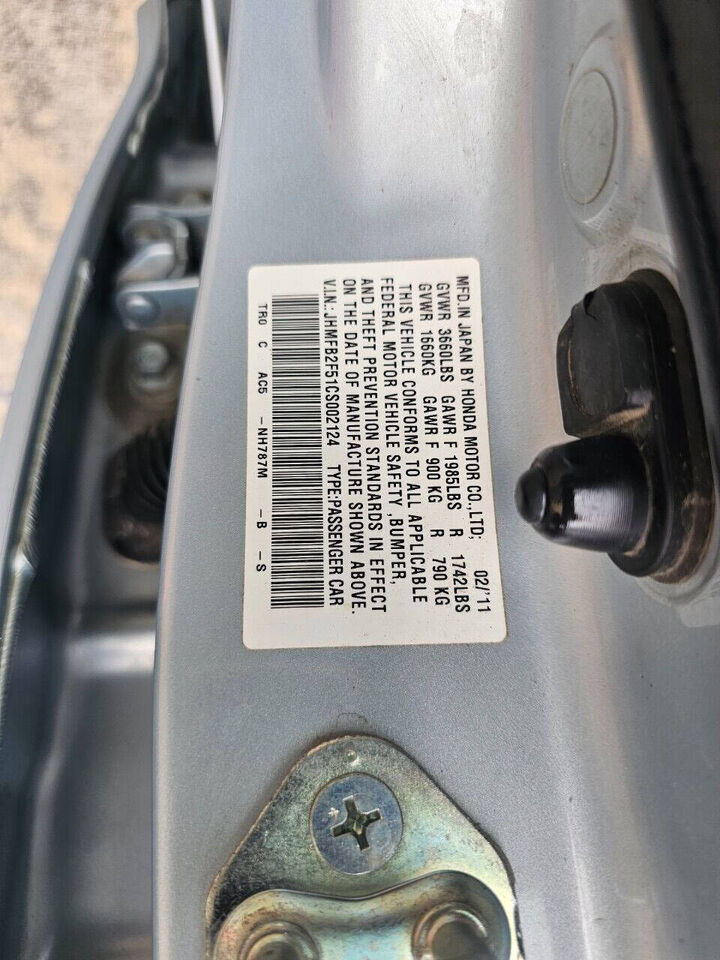 MFD.IN JAPAN BY HONDA MOTOR CO.,LTD; 02/'11
GVWR 3660LBS GAWR F 1985LBS R 1742LBS
GVWR 1660KG GAWR F 900 KG R 790 KG
THIS VEHICLE CONFORMS TO ALL APPLICABLE
FEDERAL MOTOR VEHICLE SAFETY ,BUMPER,
AND THEFT PREVENTION STANDARDS IN EFFECT
ON THE DATE OF MANUFACTURE SHOWN ABOVE.
V.I.N.:JHMFB2F51CS002124 TYPE:PASSENGER CAR
TR0 C AC5 -NH787M -B -S